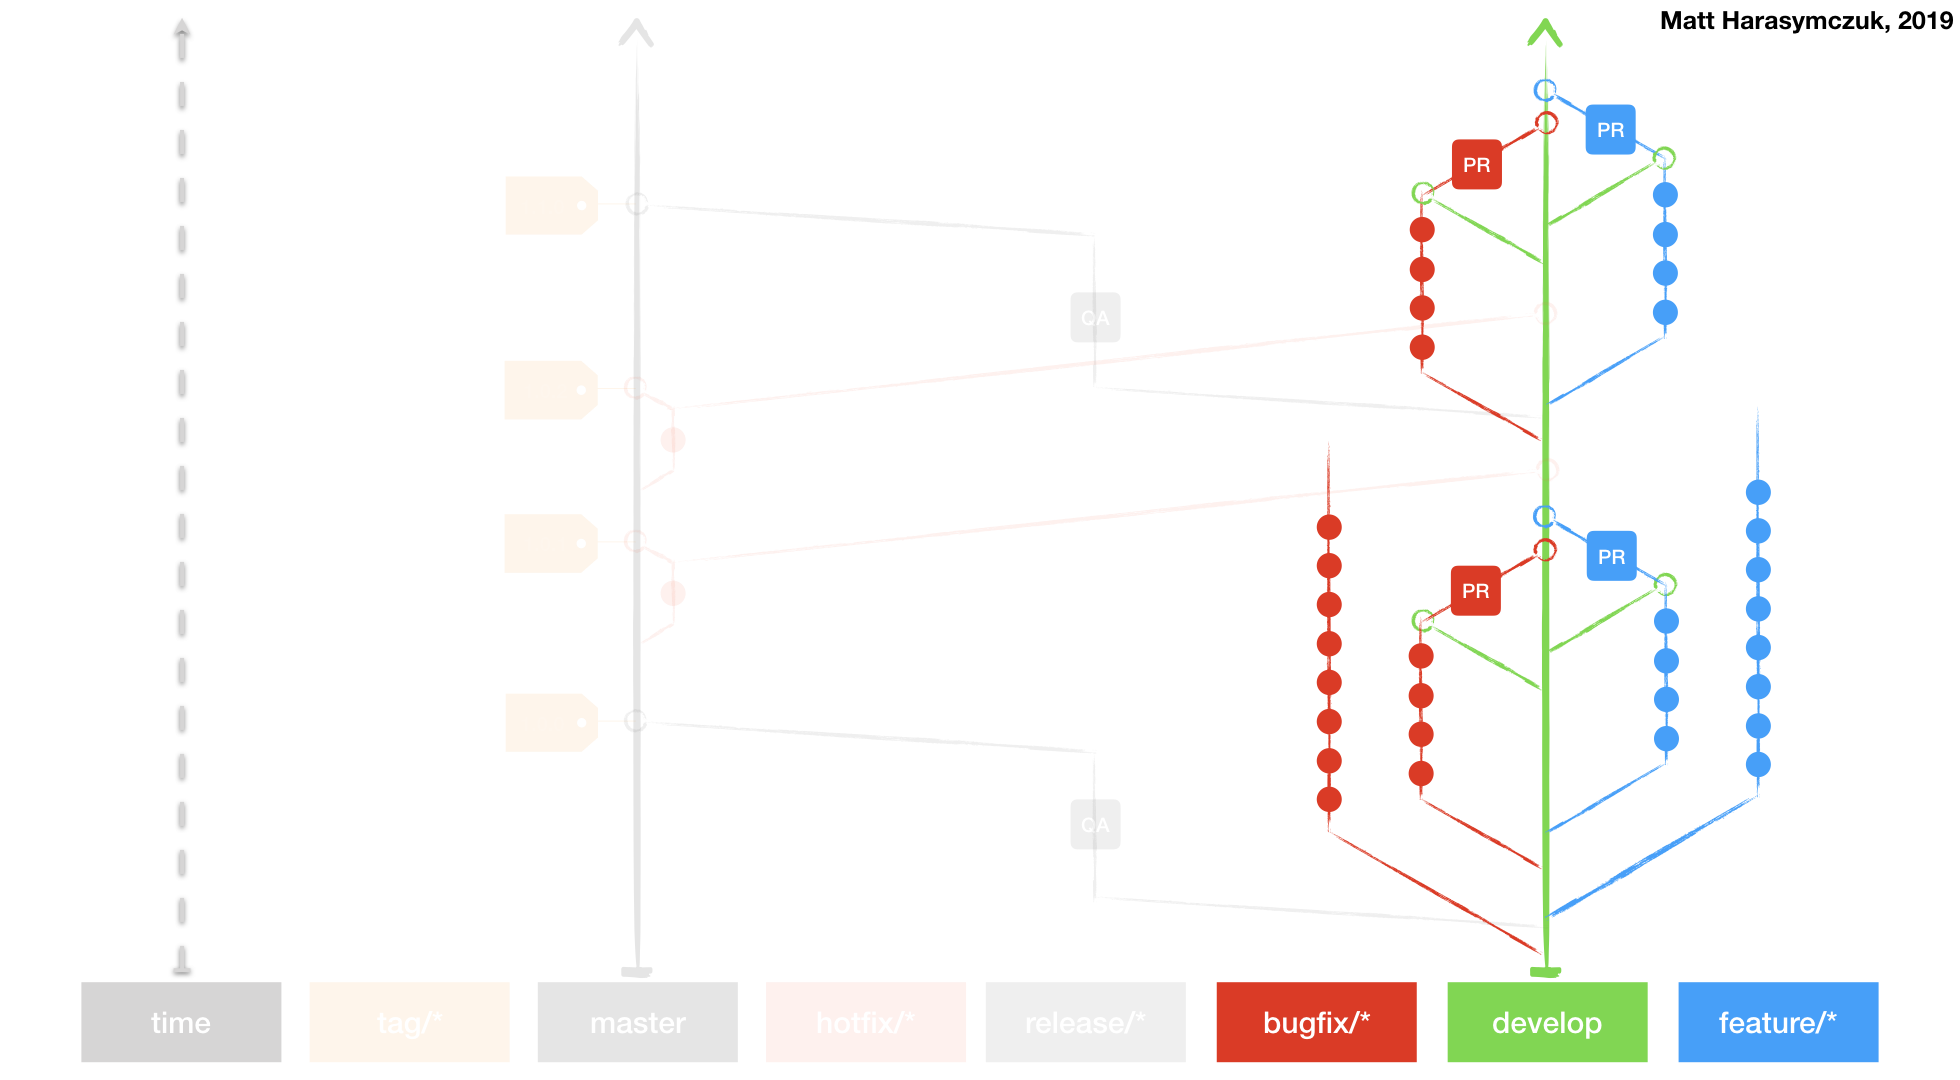 Matt Harasymczuk, 2019
PR
PR
QA
PR
PR
QA
time
tag/*
master
hotfix/*
release/*
bugfix/*
develop
feature/*